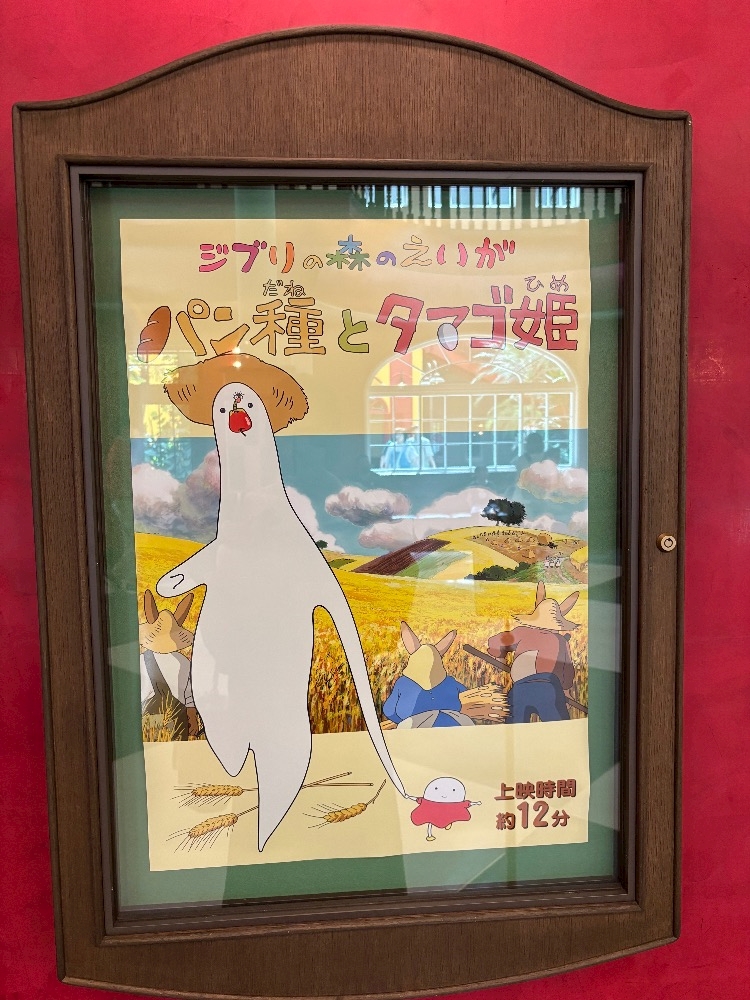 ジブリの森のえいが
だね ひめ
パン種とタマゴ姫
上映時間
約12分